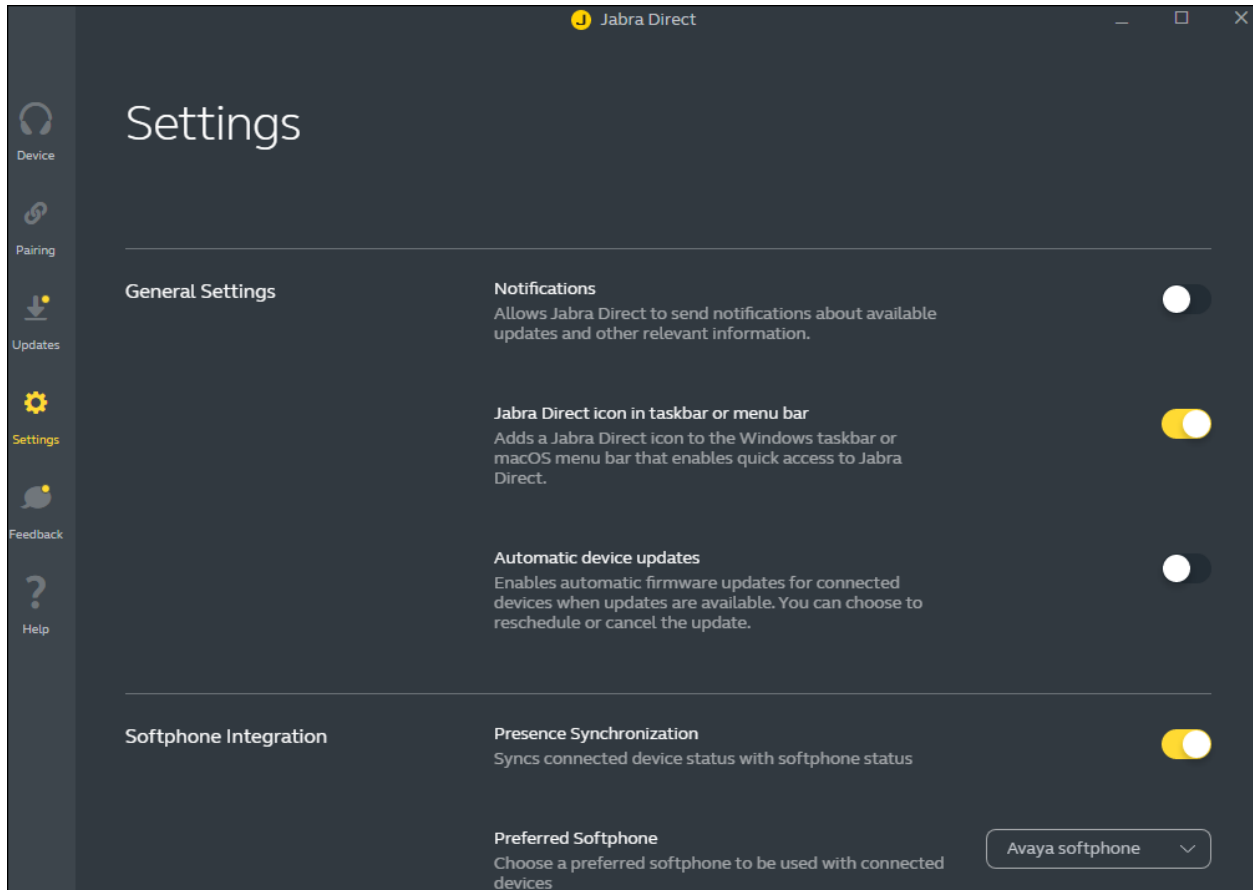 Jabra Direct
Settings
Device
Pairing
Updates
Settings
Feedback
Help
General Settings
Notifications
Allows Jabra Direct to send notifications about available
updates and other relevant information.
Jabra Direct icon in taskbar or menu bar
Adds a Jabra Direct icon to the Windows taskbar or
macOS menu bar that enables quick access to Jabra
Direct.
Automatic device updates
Enables automatic firmware updates for connected
devices when updates are available. You can choose to
reschedule or cancel the update.
Softphone Integration
Presence Synchronization
Syncs connected device status with softphone status
Preferred Softphone
Choose a preferred softphone to be used with connected
devices
Avaya softphone